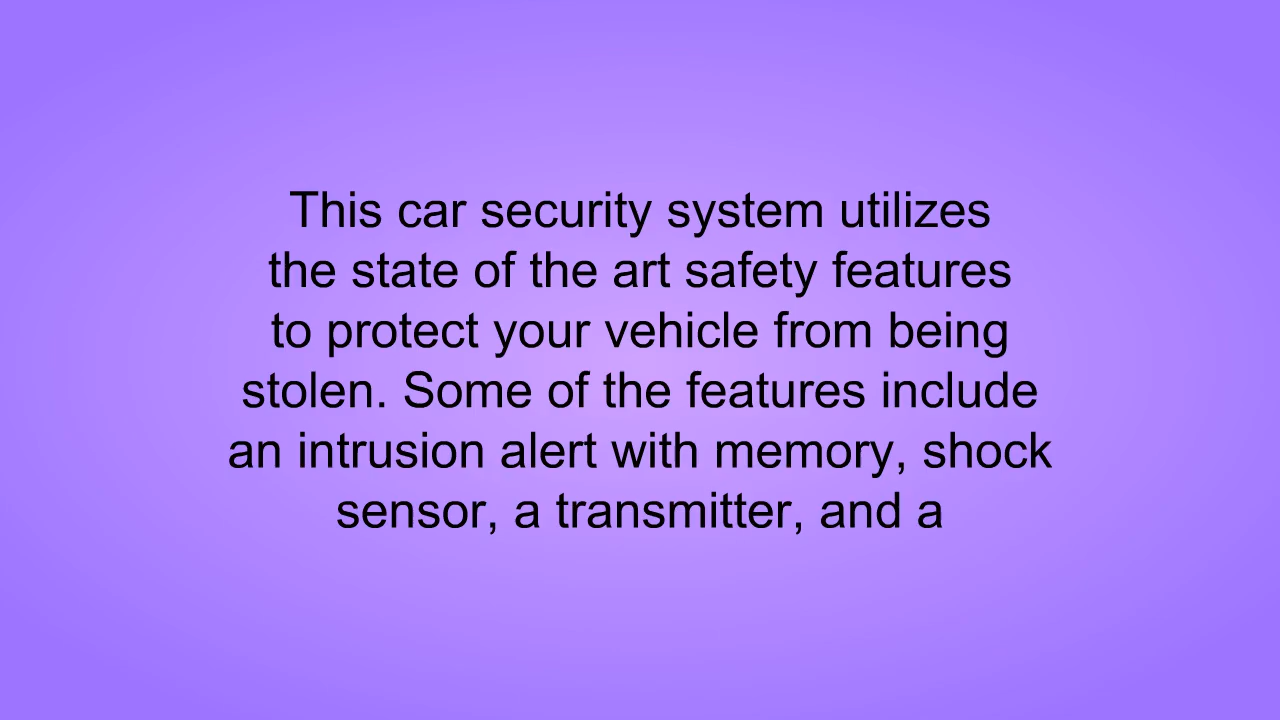 This car security system utilizes
the state of the art safety features
to protect your vehicle from being
stolen. Some of the features include
an intrusion alert with memory, shock
sensor, a transmitter, and a